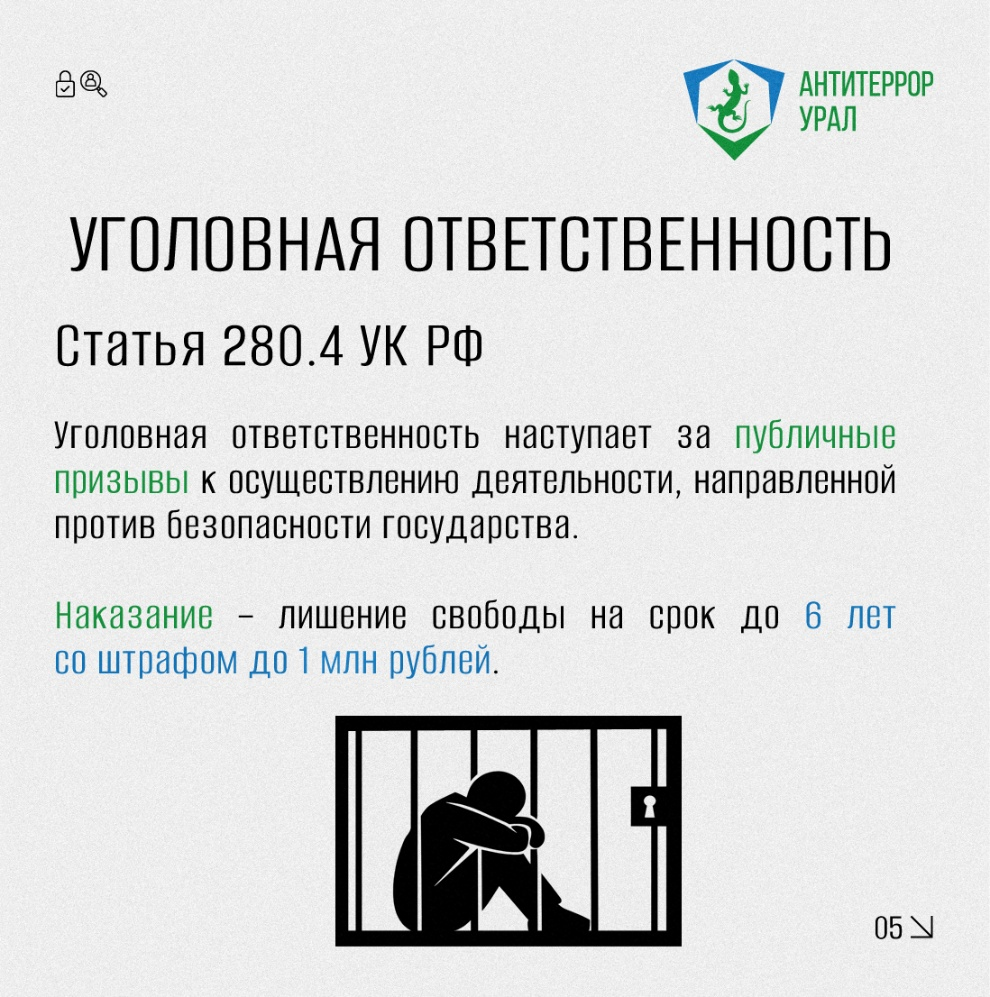 АНТИТЕРРОР
УРАЛ
УГОЛОВНАЯ ОТВЕТСТВЕННОСТЬ
Статья 280.4 УК РФ
Уголовная ответственность наступает за публичные
призывы к осуществлению деятельности, направленной
против безопасности государства.
Наказание – лишение свободы на срок до 6 лет
со штрафом до 1 млн рублей.
05